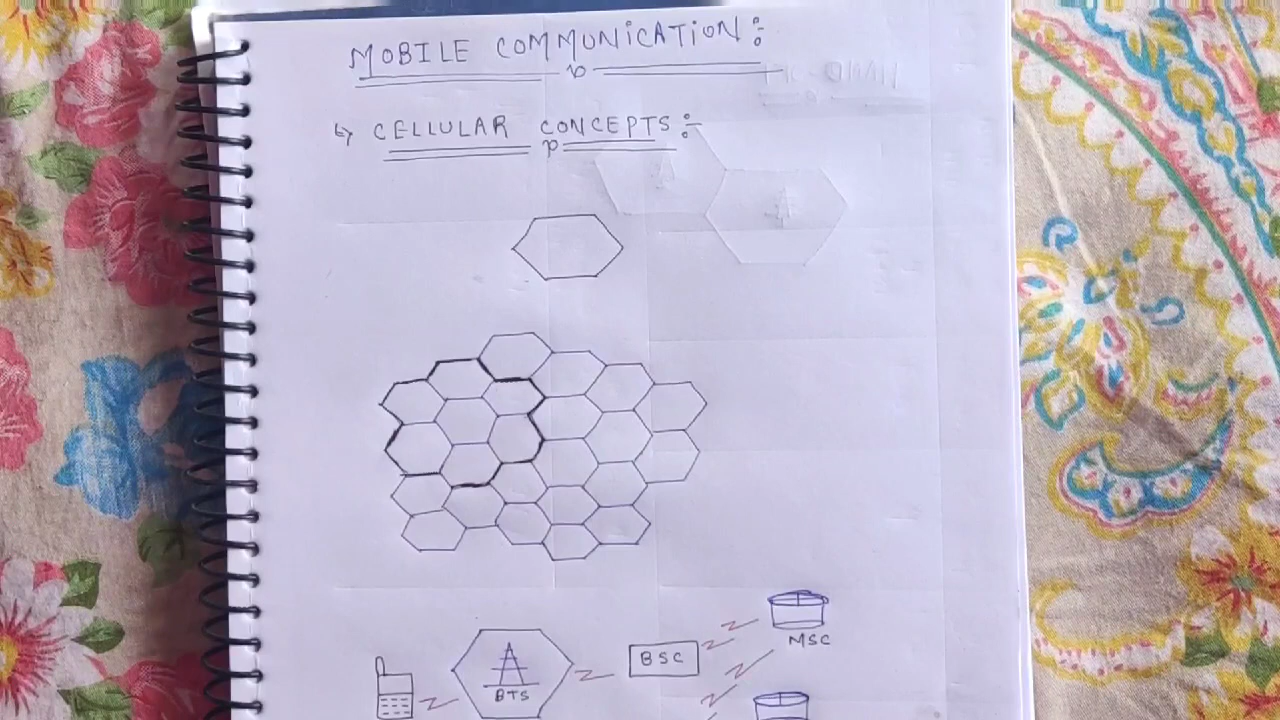 MOBILE COMMUNICATION:
↳ CELLULAR CONCEPTS:-
MSC
BSC
BTS